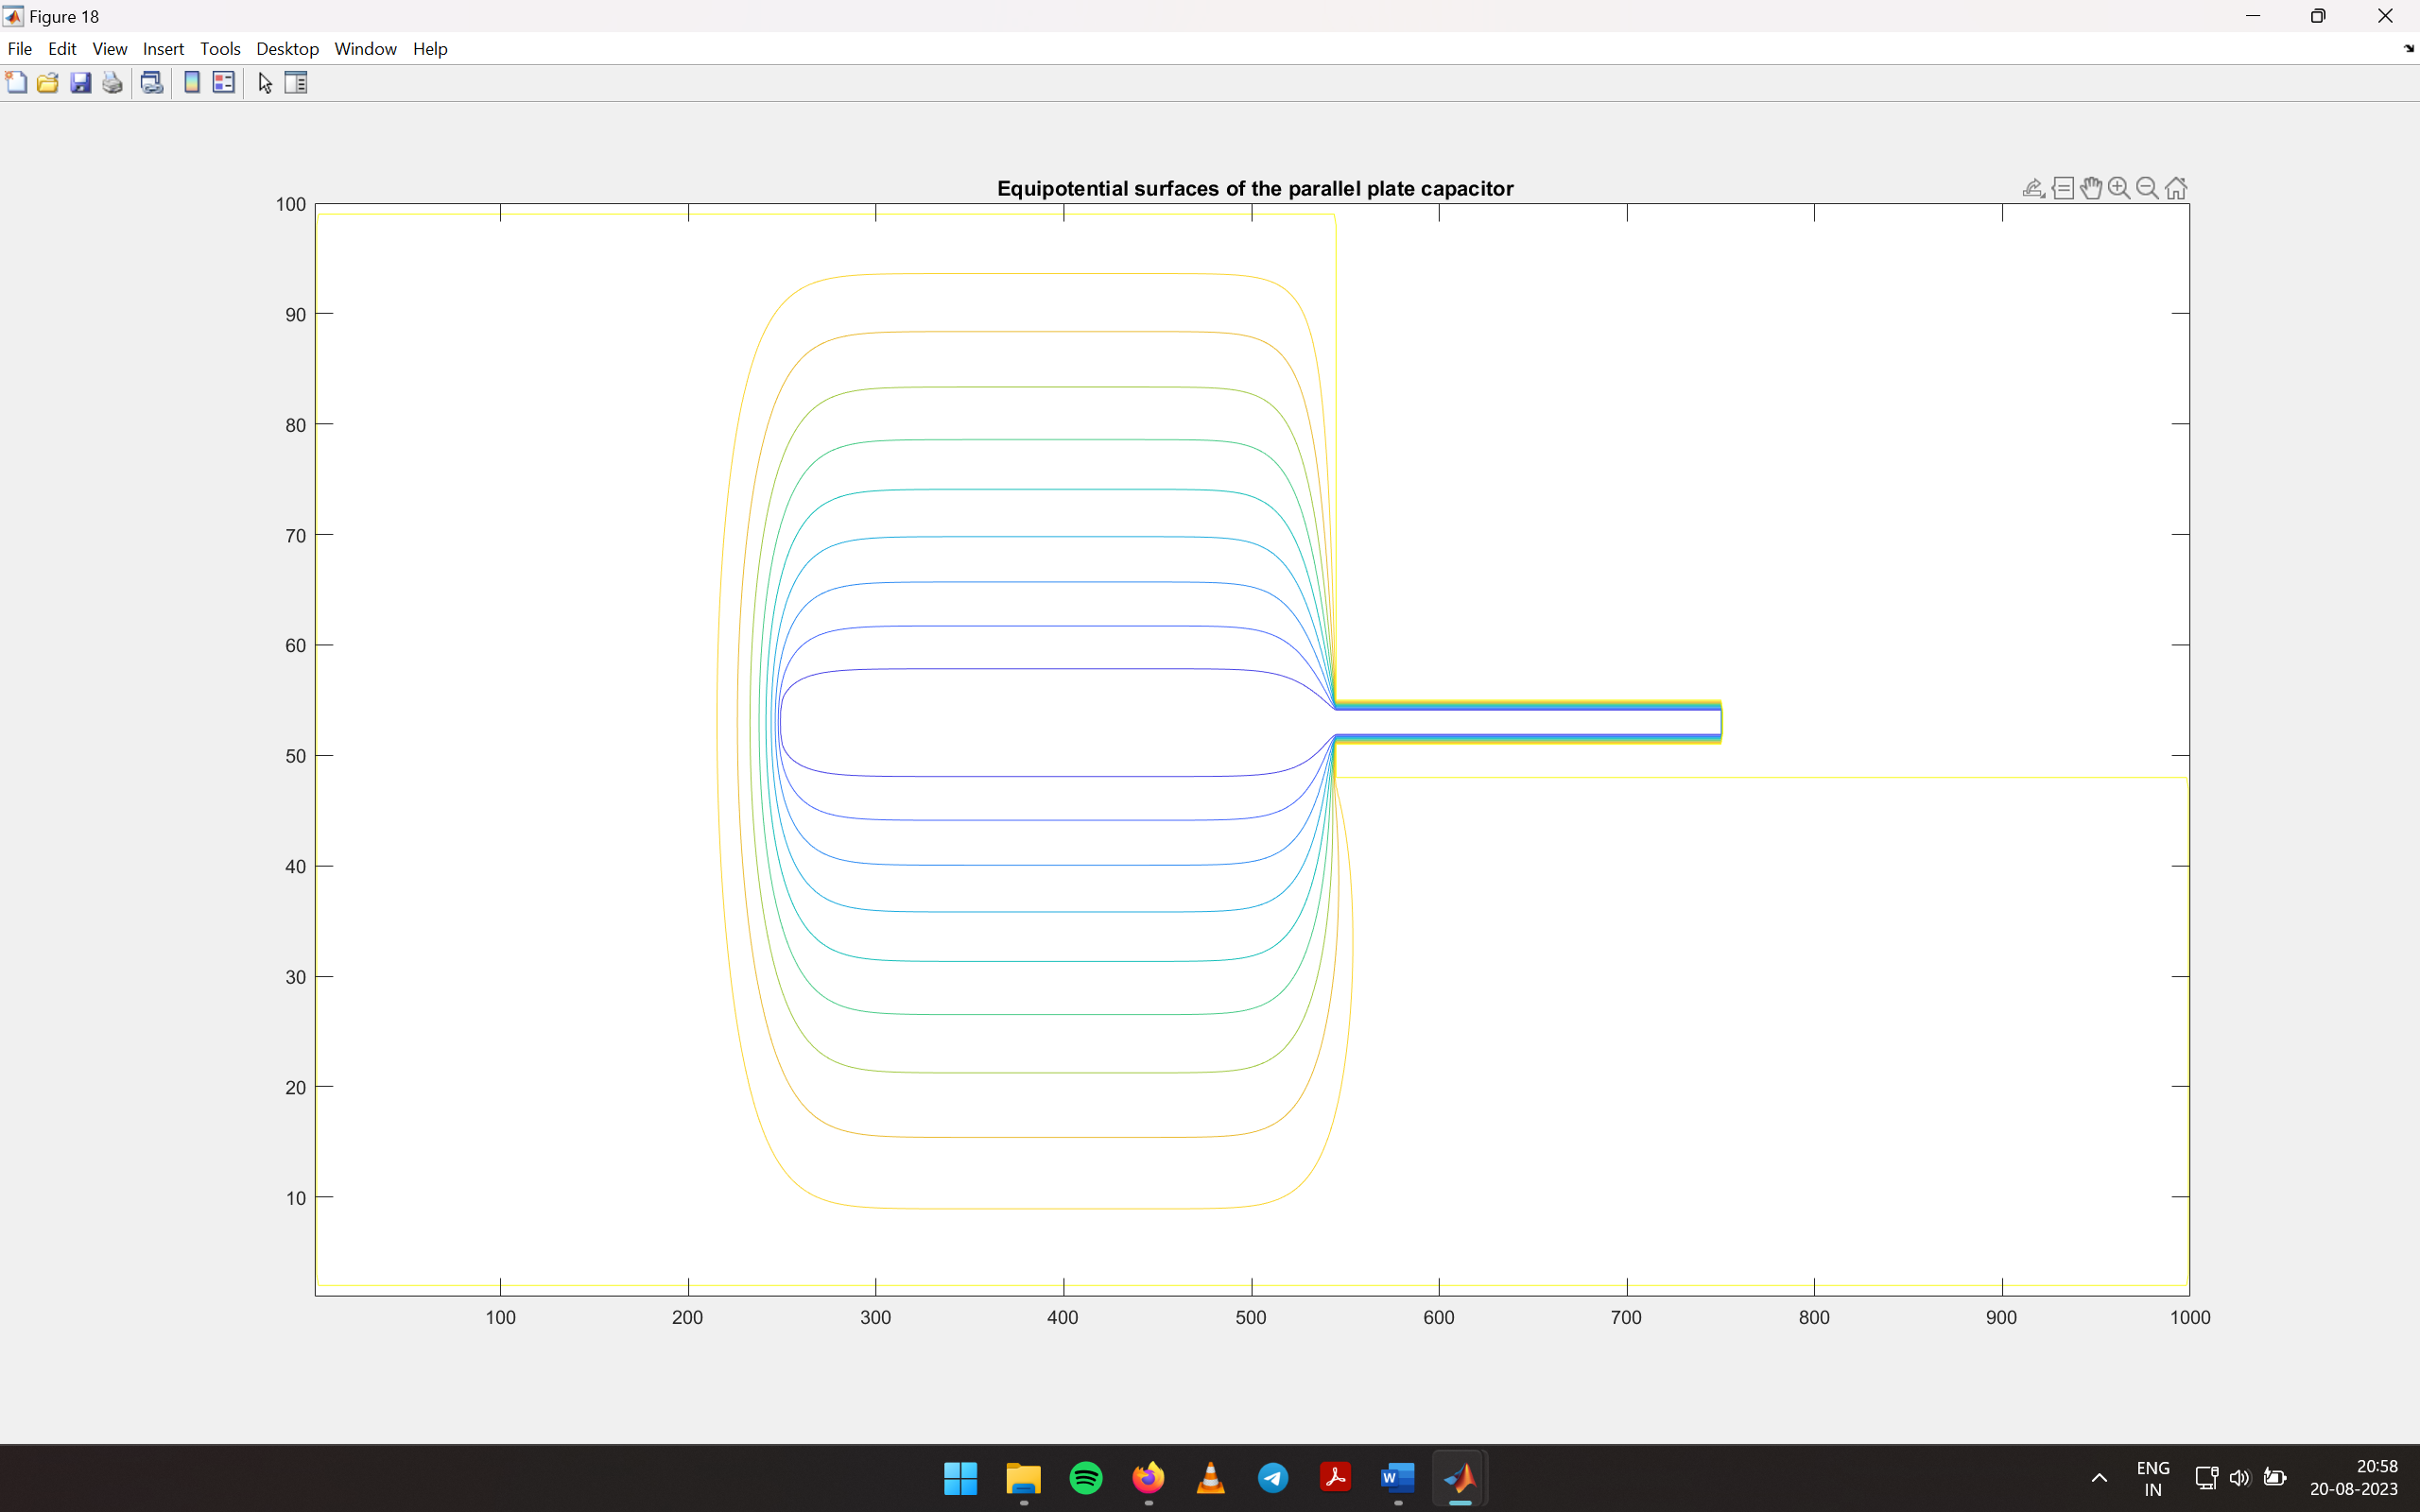 Figure 18
File Edit View Insert Tools Desktop Window Help
Equipotential surfaces of the parallel plate capacitor
100
90
80
70
60
50
40
30
20
10
100 200 300 400 500 600 700 800 900 1000
W
ENG
IN
20:58
20-08-2023